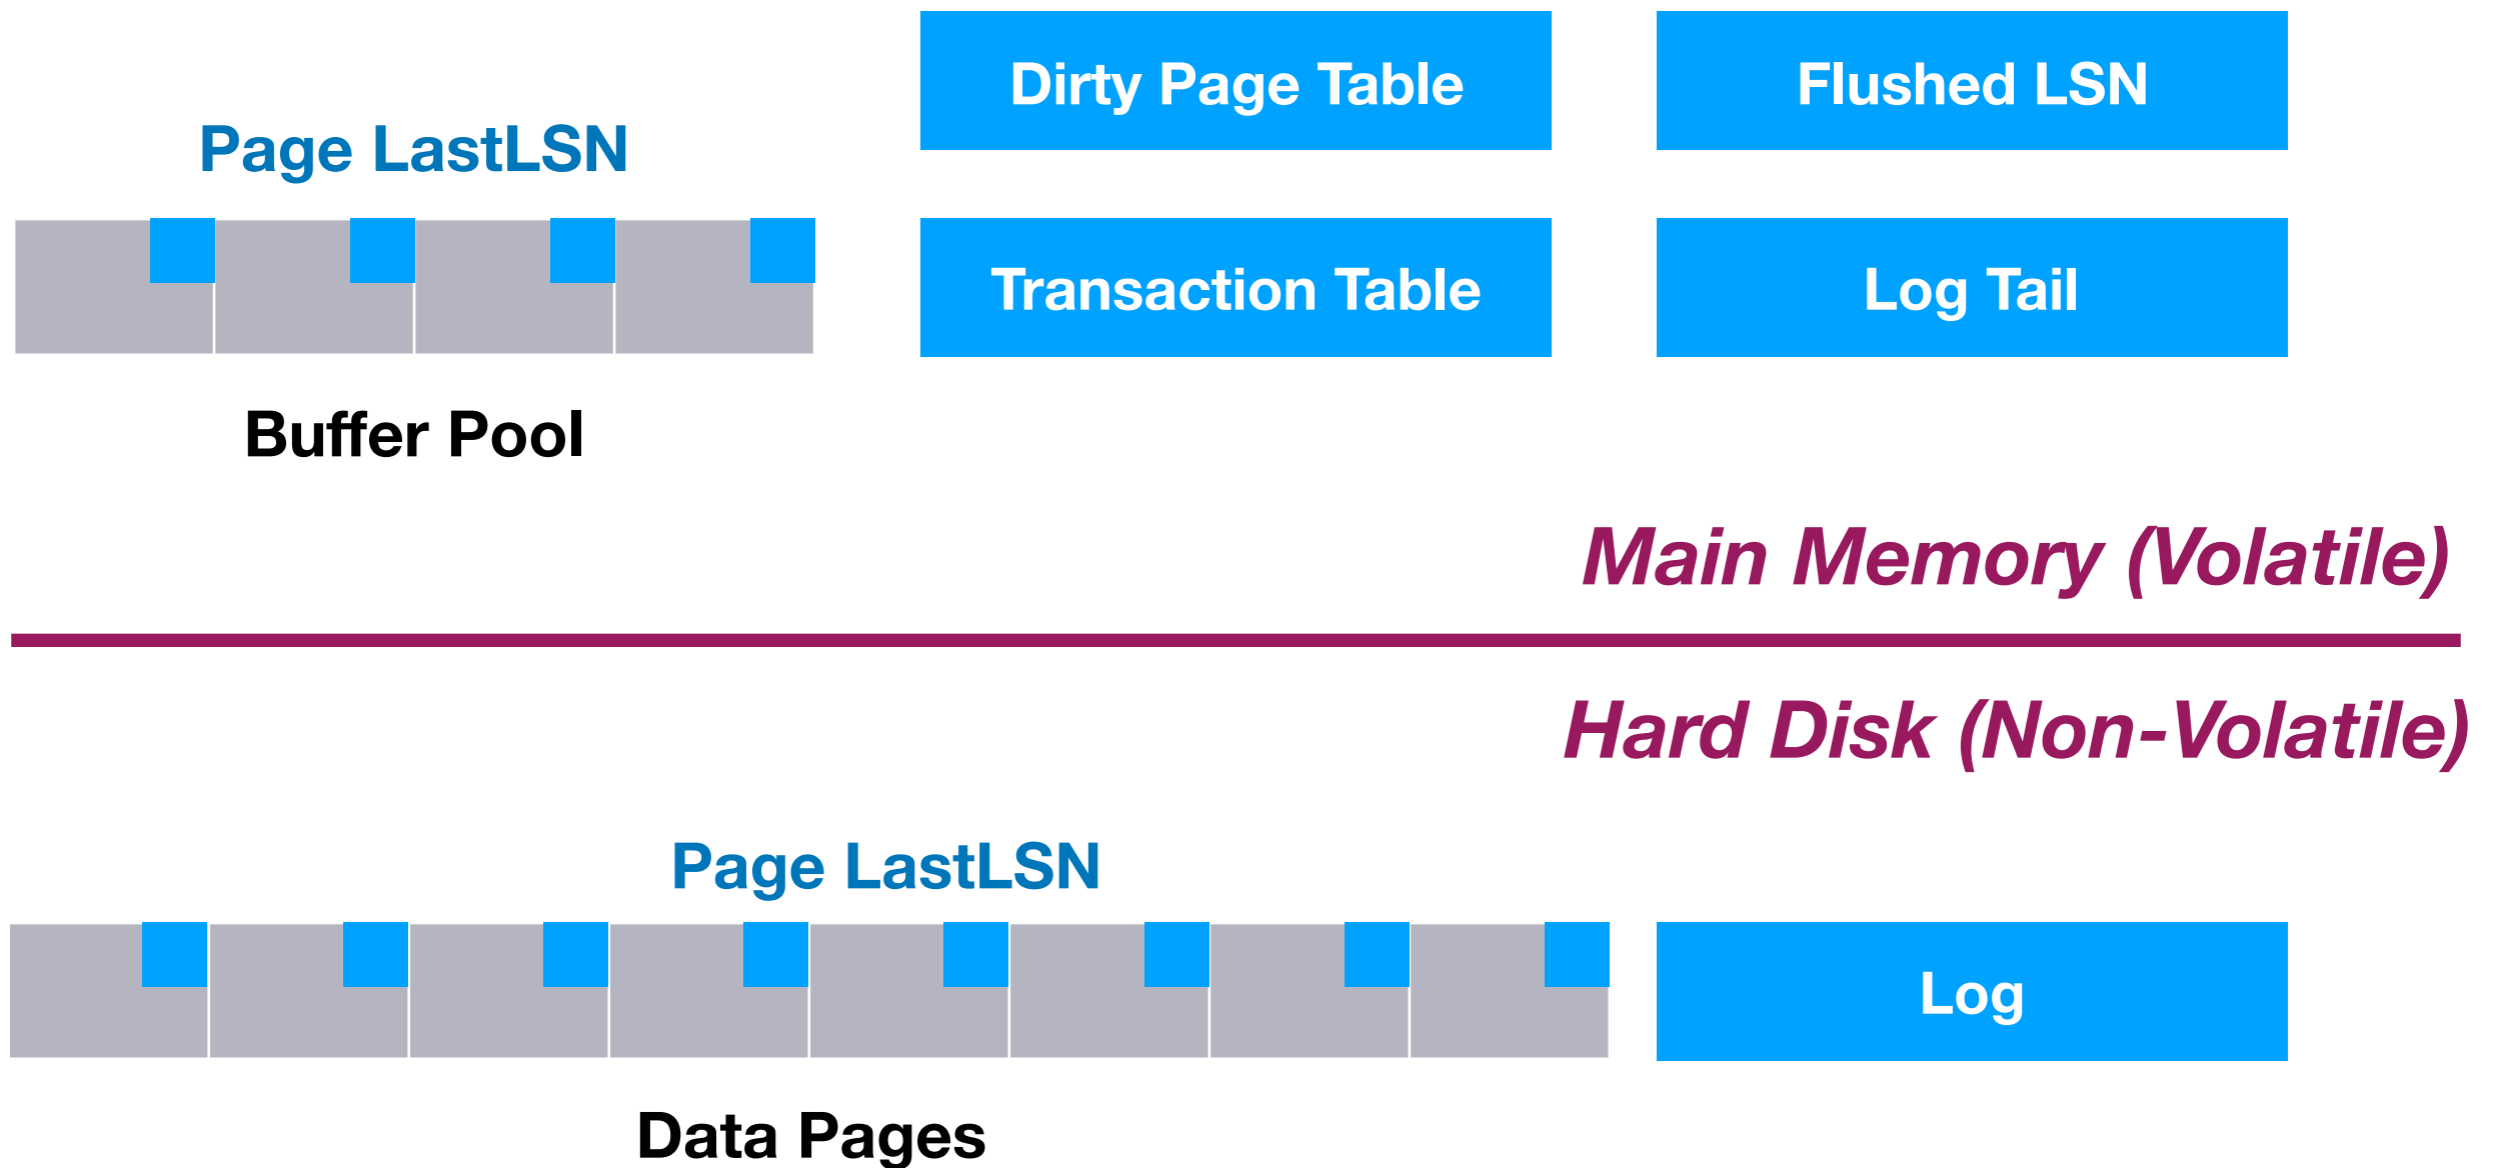 Dirty Page Table
Flushed LSN
Page LastLSN
Transaction Table
Log Tail
Buffer Pool
Main Memory (Volatile)
Hard Disk (Non-Volatile)
Page LastLSN
Log
Data Pages